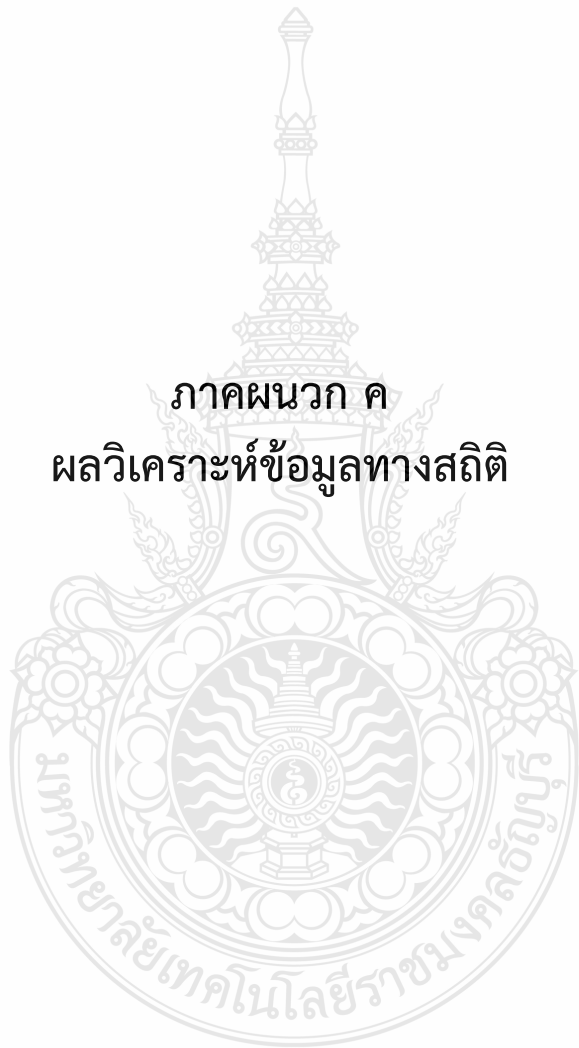 ภาคผนวก ค
ผลวิเคราะห์ข้อมูลทางสถิติ
มหาวิทยาลัยเทคโนโลยีราชมงคลธัญบุรี